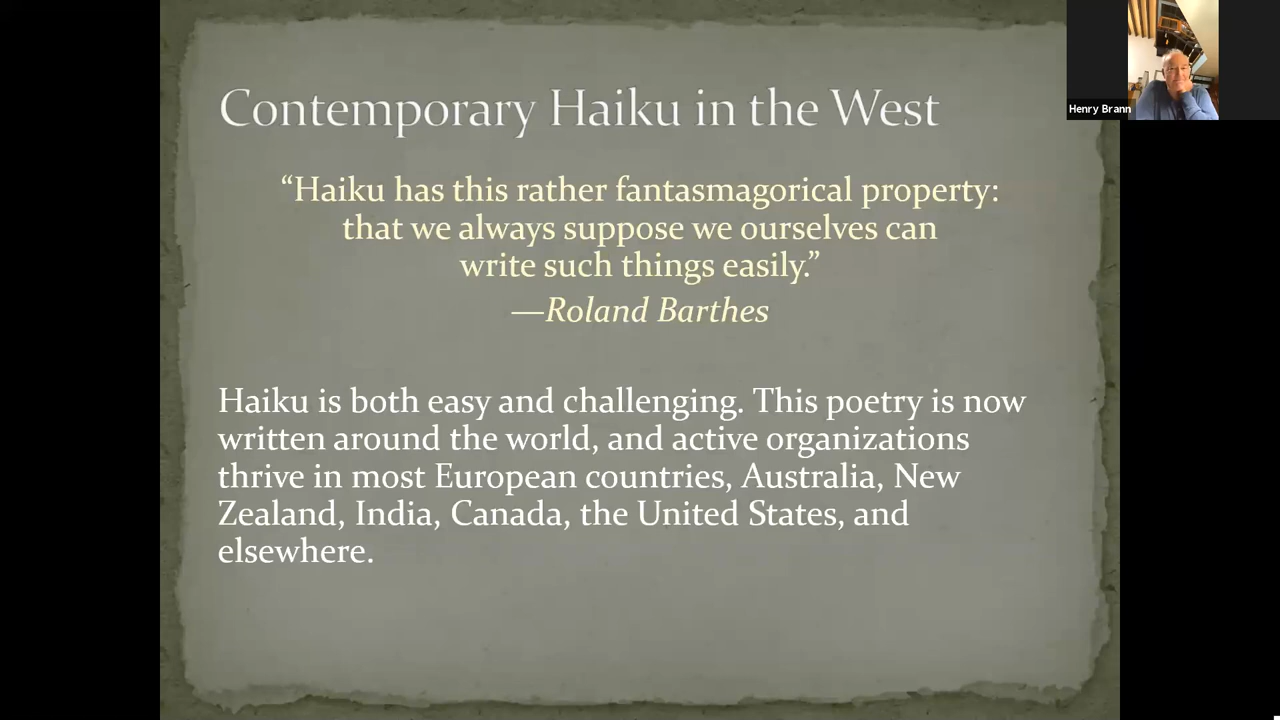 Contemporary Haiku in the West
“Haiku has this rather fantasmagorical property:
that we always suppose we ourselves can
write such things easily.”
—Roland Barthes
Haiku is both easy and challenging. This poetry is now
written around the world, and active organizations
thrive in most European countries, Australia, New
Zealand, India, Canada, the United States, and
elsewhere.
Henry Brann